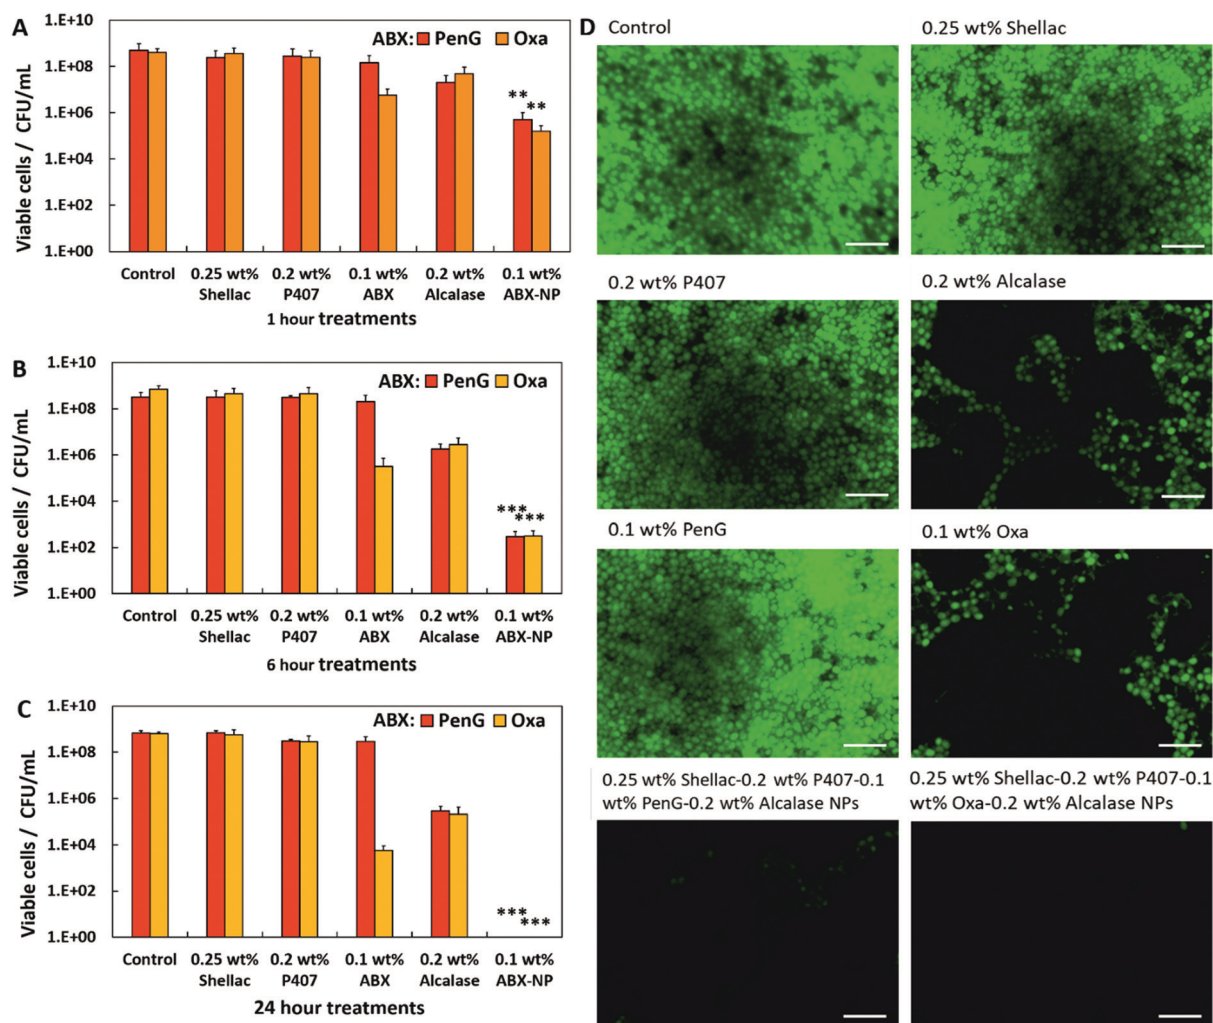 A
1.E+10
1.E+08
1.E+06
1.E+04
1.E+02
1.E+00
Viable cells / CFU/mL
ABX: PenG Oxa
**
**
Control
0.25 wt%
Shellac
0.2 wt%
P407
0.1 wt%
ABX
0.2 wt%
Alcalase
0.1 wt%
ABX-NP
1 hour treatments
B
1.E+10
1.E+08
1.E+06
1.E+04
1.E+02
1.E+00
Viable cells / CFU/mL
ABX: PenG Oxa
***
***
Control
0.25 wt%
Shellac
0.2 wt%
P407
0.1 wt%
ABX
0.2 wt%
Alcalase
0.1 wt%
ABX-NP
6 hour treatments
C
1.E+10
1.E+08
1.E+06
1.E+04
1.E+02
1.E+00
Viable cells / CFU/mL
ABX: PenG Oxa
***
***
Control
0.25 wt%
Shellac
0.2 wt%
P407
0.1 wt%
ABX
0.2 wt%
Alcalase
0.1 wt%
ABX-NP
24 hour treatments
D
Control
0.25 wt% Shellac
0.2 wt% P407
0.2 wt% Alcalase
0.1 wt% PenG
0.1 wt% Oxa
0.25 wt% Shellac-0.2 wt% P407-0.1
wt% PenG-0.2 wt% Alcalase NPs
0.25 wt% Shellac-0.2 wt% P407-0.1
wt% Oxa-0.2 wt% Alcalase NPs